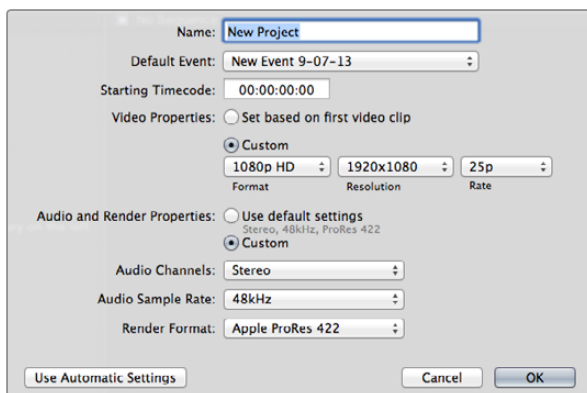 Name: New Project
Default Event: New Event 9-07-13
Starting Timecode: 00:00:00:00
Video Properties: Set based on first video clip
Custom
1080p HD 1920x1080 25p
Format Resolution Rate
Audio and Render Properties: Use default settings
Stereo, 48kHz, ProRes 422
Custom
Audio Channels: Stereo
Audio Sample Rate: 48kHz
Render Format: Apple ProRes 422
Use Automatic Settings Cancel OK